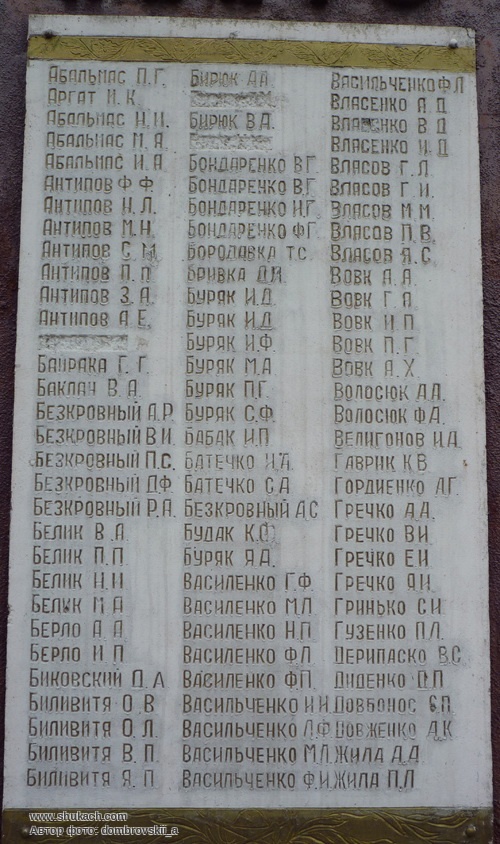 АБАЛЬМАС П.Г.
АРГАТ И.К.
АБАЛЬМАС Н.Н.
АБАЛЬМАС М.А.
АБАЛЬМАС И.А.
АНТИПОВ Ф.Ф.
АНТИПОВ Н.Л.
АНТИПОВ М.Н.
АНТИПОВ С.М.
АНТИПОВ П.П.
АНТИПОВ З.А.
АНТИПОВ А.Е.
БАЙРАКА Г.Г.
БАКЛАН В.А.
БЕЗКРОВНЫЙ А.Р.
БЕЗКРОВНЫЙ В.И.
БЕЗКРОВНЫЙ П.С.
БЕЗКРОВНЫЙ Д.Ф.
БЕЗКРОВНЫЙ Р.А.
БЕЛИК В.А.
БЕЛИК П.П
БЕЛИК И.И
БЕЛИК М.А
БЕРЛО А.А
БЕРЛО И.П
БИКОВСКИЙ Д.А
БИЛИВИТЯ О.В
БИЛИВИТЯ О.Л.
БИЛИВИТЯ В.П.
БИЛИВИТЯ Я.П.
БИРЮК А.А.
БИРЮК В.А.
БОНДАРЕНКО В.Г.
БОНДАРЕНКО В.Г.
БОНДАРЕНКО И.Г.
БОНДАРЕНКО Ф.Г.
БОРОДАВКА Т.С
БРИВКА Д.И.
БУРЯК И.Д.
БУРЯК И.Д
БУРЯК И.Ф.
БУРЯК М.А
БУРЯК П.Г.
БУРЯК С.Ф.
БАБАК И.П
БАТЕЧКО И.А.
БАТЕЧКО С.А
БЕЗКРОВНЫЙ А.С
БУДАК К.
БУРЯК Я.А.
ВАСИЛЕНКО Г.Ф
ВАСИЛЕНКО М.Л
ВАСИЛЕНКО Н.П
ВАСИЛЕНКО Ф.Л
ВАСИЛЕНКО Ф.П.
ВАСИЛЬЧЕНКО И.И.
ВАСИЛЬЧЕНКО Л.Ф.
ВАСИЛЬЧЕНКО М.Л.
ВАСИЛЬЧЕНКО Ф.И.
ВАСИЛЬЧЕНКО Ф.Л
ВЛАСЕНКО А.Д
ВЛАСЕНКО В.Д
ВЛАСЕНКО И.Д
ВЛАСОВ Г.Л.
ВЛАСОВ Г.И.
ВЛАСОВ М.М.
ВЛАСОВ П.В.
ВЛАСОВ Я.С
ВОВК А.А.
ВОВК Г.А
ВОВК И.П
ВОВК П.Г
ВОВК А.Х.
ВОЛОСЮК А.А.
ВОЛОСЮК Ф.А.
ВЕЛИГОНОВ И.А.
ГАВРИК К.В
ГОРДИЕНКО А.Г.
ГРЕЧКО А.А.
ГРЕЧКО В.И
ГРЕЧКО Е.И
ГРЕЧКО Я.И
ГРИНЬКО С.И
ГУЗЕНКО П.Л.
ДЕРИПАСКО В.С
ДИДЕНКО П.П
ДОВБОНОС С.П
ДОВЖЕНКО А.К
ЖИЛА Д.А
ЖИЛА П.Л
www.shukach.com
Автор фото: dombrovskii_a